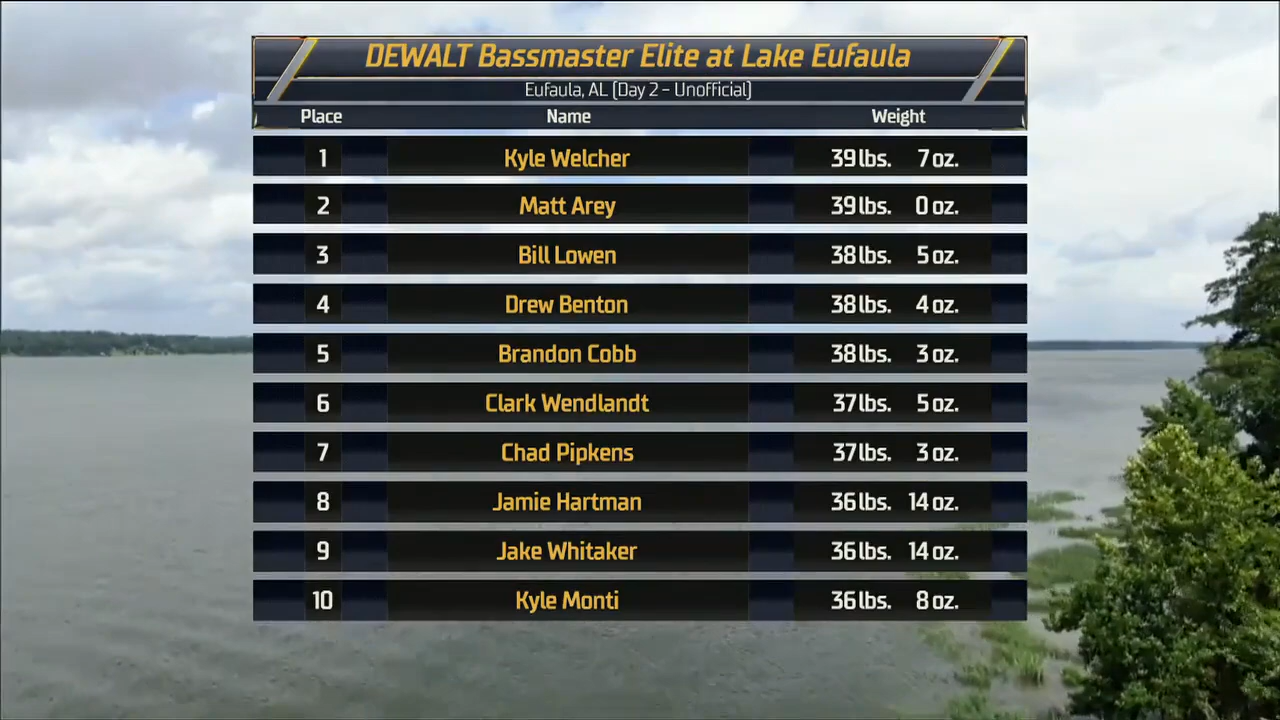 DEWALT Bassmaster Elite at Lake Eufaula
Eufaula, AL (Day 2 - Unofficial)
Place Name Weight
1 Kyle Welcher 39 lbs. 7 oz.
2 Matt Arey 39 lbs. 0 oz.
3 Bill Lowen 38 lbs. 5 oz.
4 Drew Benton 38 lbs. 4 oz.
5 Brandon Cobb 38 lbs. 3 oz.
6 Clark Wendlandt 37 lbs. 5 oz.
7 Chad Pipkens 37 lbs. 3 oz.
8 Jamie Hartman 36 lbs. 14 oz.
9 Jake Whitaker 36 lbs. 14 oz.
10 Kyle Monti 36 lbs. 8 oz.